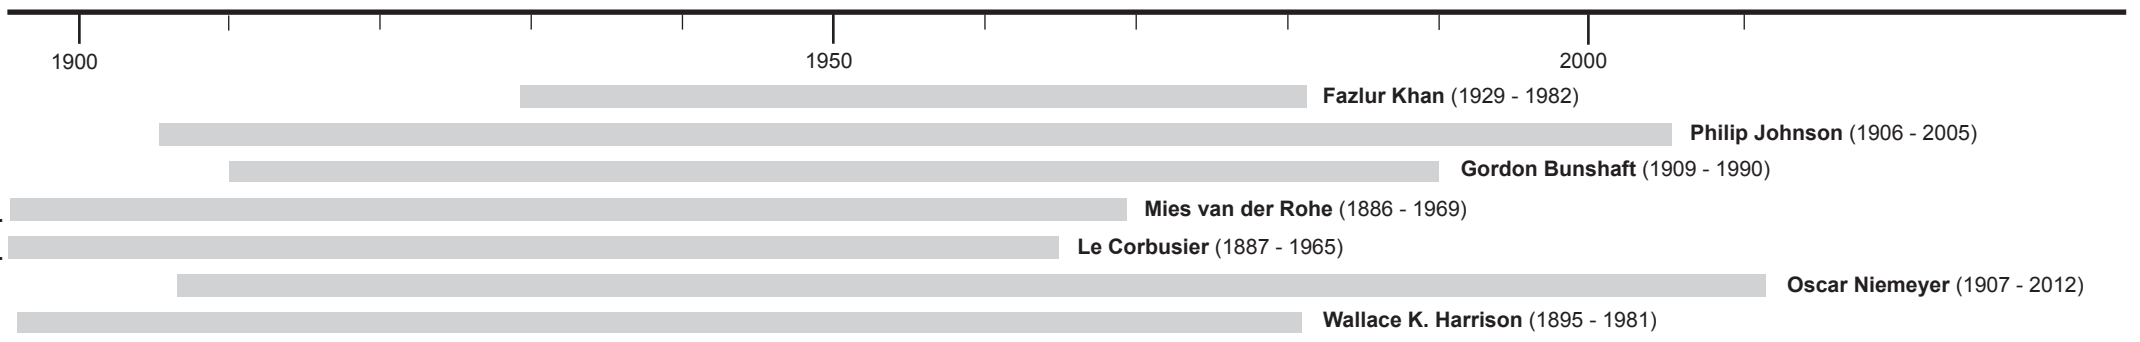 1900 1950 2000
Fazlur Khan (1929 - 1982)
Philip Johnson (1906 - 2005)
Gordon Bunshaft (1909 - 1990)
Mies van der Rohe (1886 - 1969)
Le Corbusier (1887 - 1965)
Oscar Niemeyer (1907 - 2012)
Wallace K. Harrison (1895 - 1981)